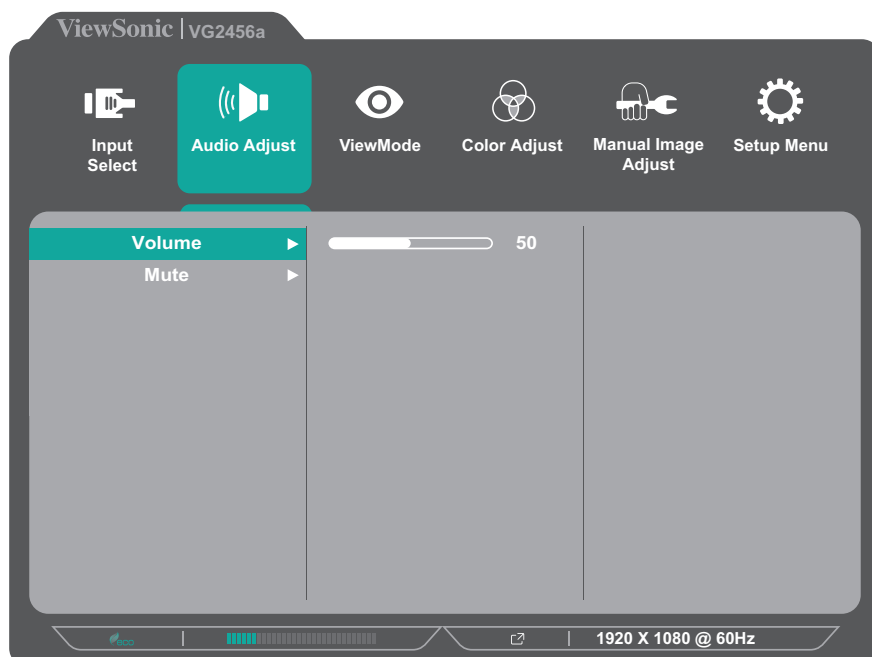 ViewSonic | VG2456a
Input Select
Audio Adjust
ViewMode
Color Adjust
Manual Image Adjust
Setup Menu
Volume
50
Mute
eco
1920 X 1080 @ 60Hz